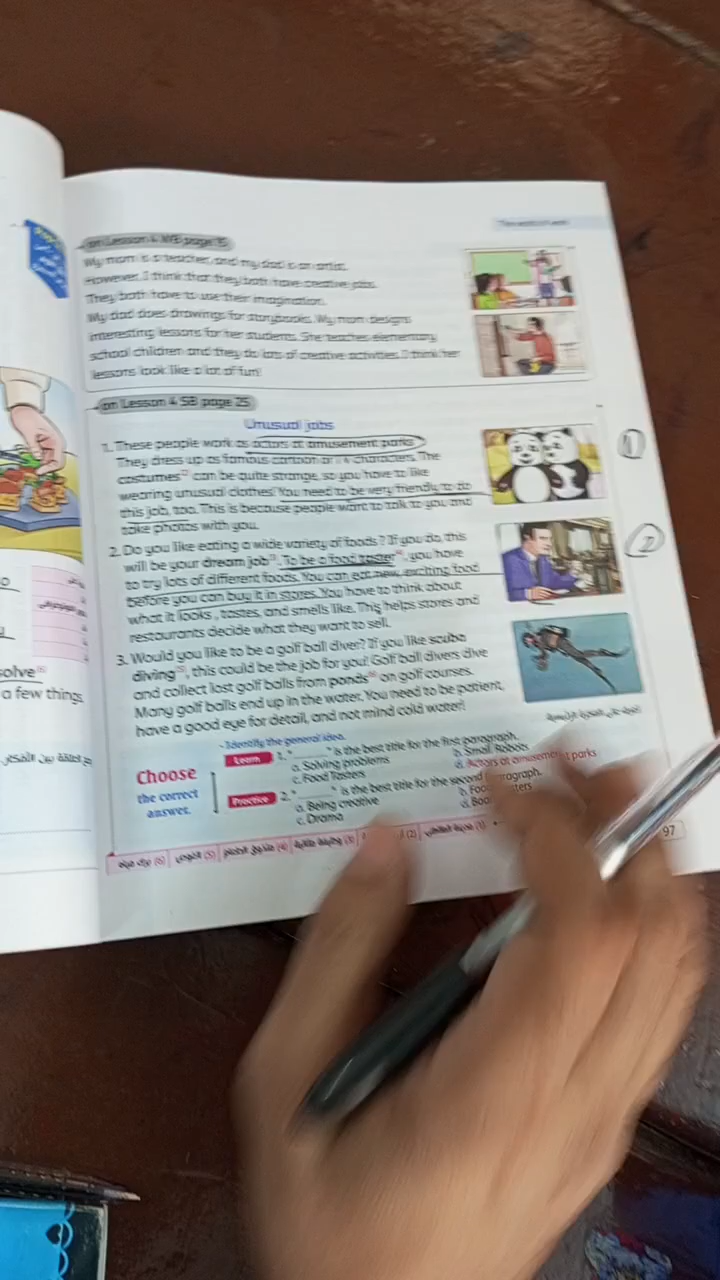 The world of work
on Lesson 4 WB page 15
My mom is a teacher, and my dad is an artist.
However, I think that they both have creative jobs.
They both have to use their imagination.
My dad does drawings for storybooks. My mom designs
interesting lessons for her students. She teaches elementary
school children and they do lots of creative activities. I think her
lessons look like a lot of fun!
on Lesson 4 SB page 25
Unusual jobs
1. These people work as actors at amusement parks.
They dress up as famous cartoon or characters. The
costumes can be quite strange, so you have to like
wearing unusual clothes! You need to be very friendly to do
this job, too. This is because people want to talk to you and
take photos with you.
2. Do you like eating a wide variety of foods? If you do, this
will be your dream job. To be a food taster, you have
to try lots of different foods. You can eat new, exciting food
before you can buy it in stores. You have to think about
what it looks, tastes, and smells like. This helps stores and
restaurants decide what they want to sell.
3. Would you like to be a golf ball diver? If you like scuba
diving, this could be the job for you! Golf ball divers dive
and collect lost golf balls from ponds on golf courses.
Many golf balls end up in the water. You need to be patient,
have a good eye for detail, and not mind cold water!
1
2
- Identify the general idea.
Choose
the correct
answer.
Learn 1. "______" is the best title for the first paragraph.
a. Solving problems b. Small Robots
c. Food Tasters d. Actors at amusement parks
Practice 2. "______" is the best title for the second paragraph.
a. Being creative
c. Drama
97
olve
a few things